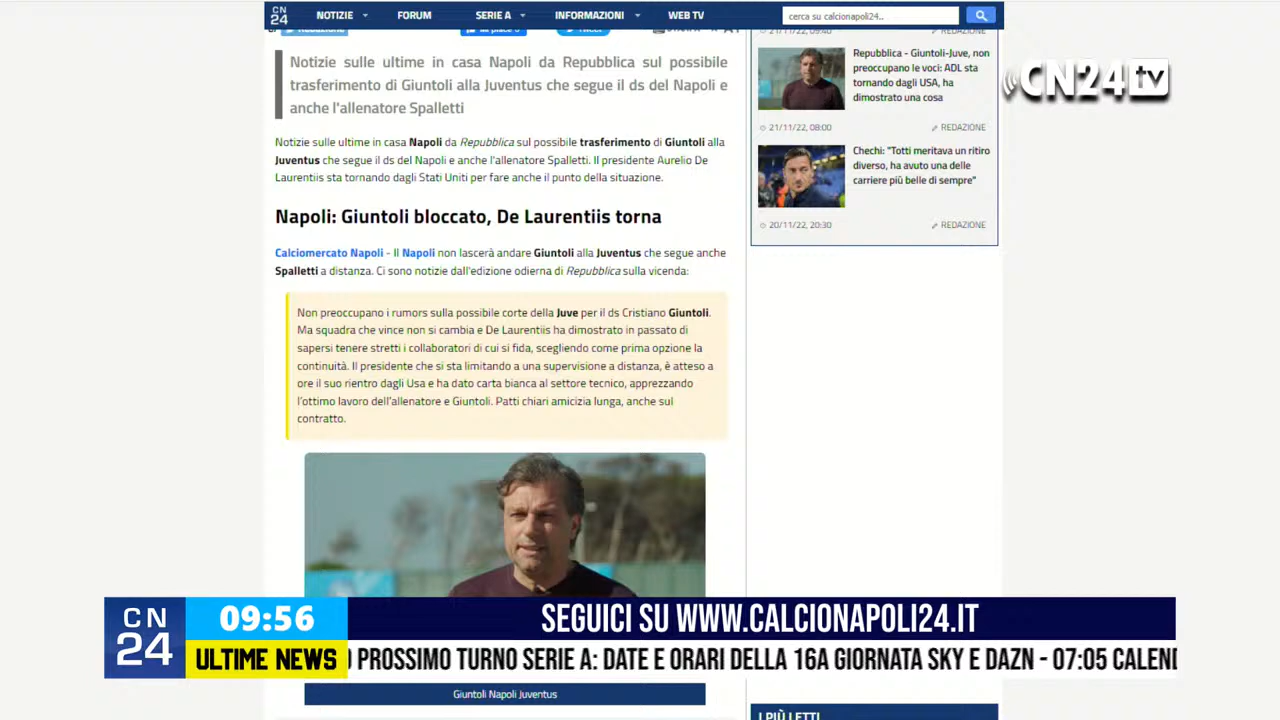 CN
24
NOTIZIE
FORUM
SERIE A
INFORMAZIONI
WEB TV
cerca su calcionapoli24..
Notizie sulle ultime in casa Napoli da Repubblica sul possibile
trasferimento di Giuntoli alla Juventus che segue il ds del Napoli e
anche l'allenatore Spalletti
Notizie sulle ultime in casa Napoli da Repubblica sul possibile trasferimento di Giuntoli alla
Juventus che segue il ds del Napoli e anche l'allenatore Spalletti. Il presidente Aurelio De
Laurentiis sta tornando dagli Stati Uniti per fare anche il punto della situazione.
Napoli: Giuntoli bloccato, De Laurentiis torna
Calciomercato Napoli - Il Napoli non lascerà andare Giuntoli alla Juventus che segue anche
Spalletti a distanza. Ci sono notizie dall'edizione odierna di Repubblica sulla vicenda:
Non preoccupano i rumors sulla possibile corte della Juve per il ds Cristiano Giuntoli.
Ma squadra che vince non si cambia e De Laurentiis ha dimostrato in passato di
sapersi tenere stretti i collaboratori di cui si fida, scegliendo come prima opzione la
continuità. Il presidente che si sta limitando a una supervisione a distanza, è atteso a
ore il suo rientro dagli Usa e ha dato carta bianca al settore tecnico, apprezzando
l'ottimo lavoro dell'allenatore e Giuntoli. Patti chiari amicizia lunga, anche sul
contratto.
Giuntoli Napoli Juventus
21/11/22, 09:40
REDAZIONE
Repubblica - Giuntoli-Juve, non
preoccupano le voci: ADL sta
tornando dagli USA, ha
dimostrato una cosa
21/11/22, 08:00
REDAZIONE
Chechi: "Totti meritava un ritiro
diverso, ha avuto una delle
carriere più belle di sempre"
20/11/22, 20:30
REDAZIONE
I PIÙ LETTI
CN24tv
CN
24
09:56
SEGUICI SU WWW.CALCIONAPOLI24.IT
ULTIME NEWS
O PROSSIMO TURNO SERIE A: DATE E ORARI DELLA 16A GIORNATA SKY E DAZN - 07:05 CALEND